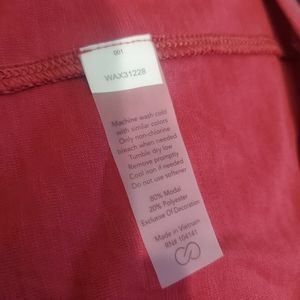 001
WAX31228
Machine wash cold
with similar colors
Only non-chlorine
bleach when needed
Tumble dry low
Remove promptly
Cool iron if needed
Do not use softener
80% Modal
20% Polyester
Exclusive Of Decoration
Made in Vietnam
RN# 104141